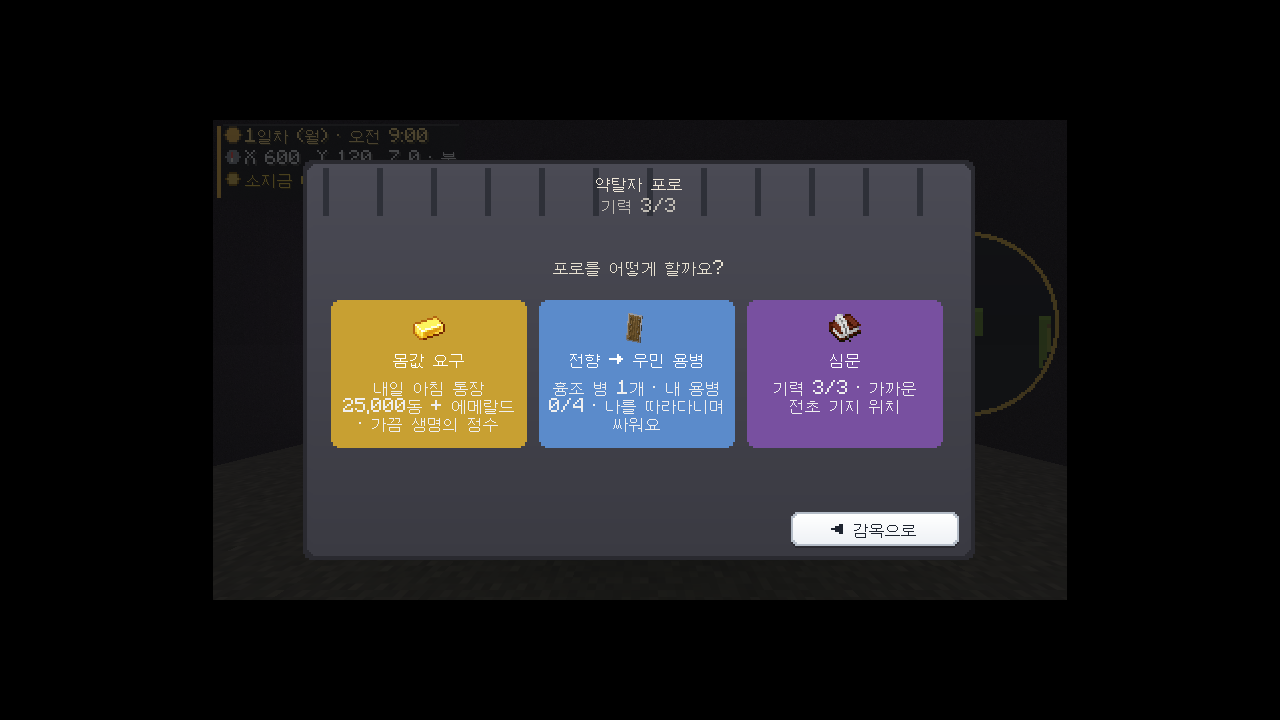 1일차 (월) · 오전 9:00
X 600 Y 120 Z 0 · 북
소지금
약탈자 포로
기력 3/3
포로를 어떻게 할까요?
몸값 요구
내일 아침 통장
25,000동 + 에메랄드
· 가끔 생명의 정수
전향 → 우민 용병
흉조 병 1개 · 내 용병
0/4 · 나를 따라다니며
싸워요
심문
기력 3/3 · 가까운
전초 기지 위치
◀ 감옥으로